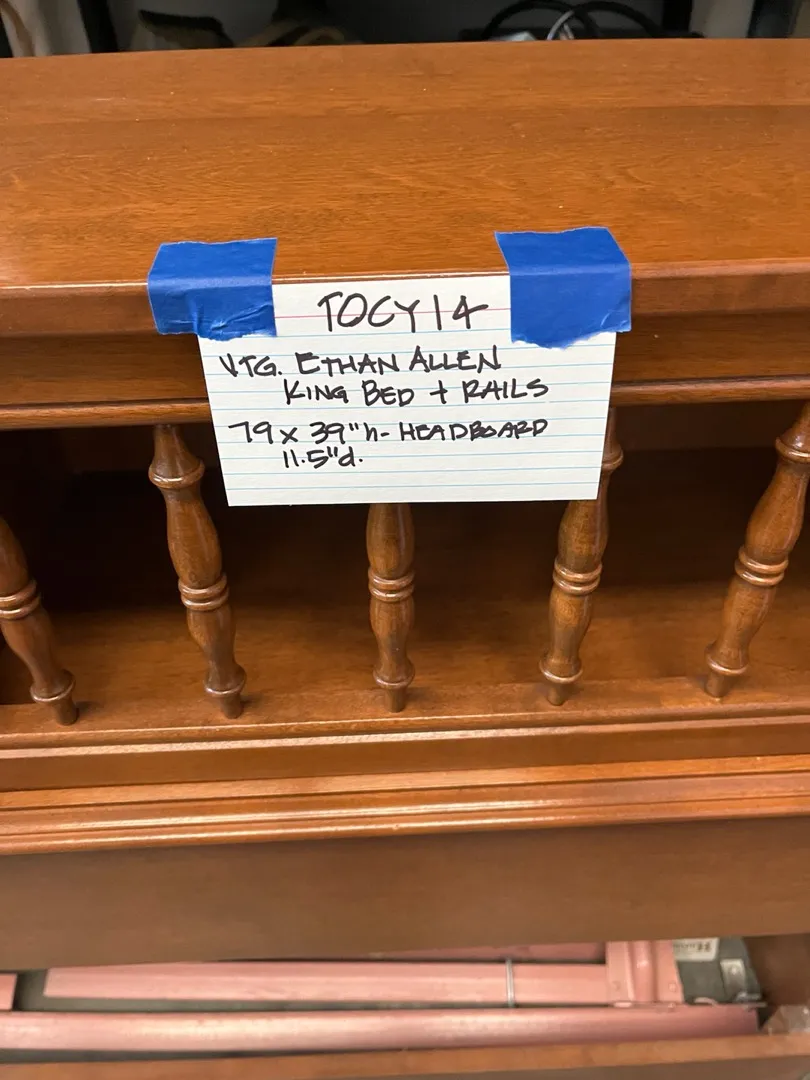 TOCY14
VTG. ETHAN ALLEN
KING BED + RAILS
79 x 39"h- HEADBOARD
11.5"d.